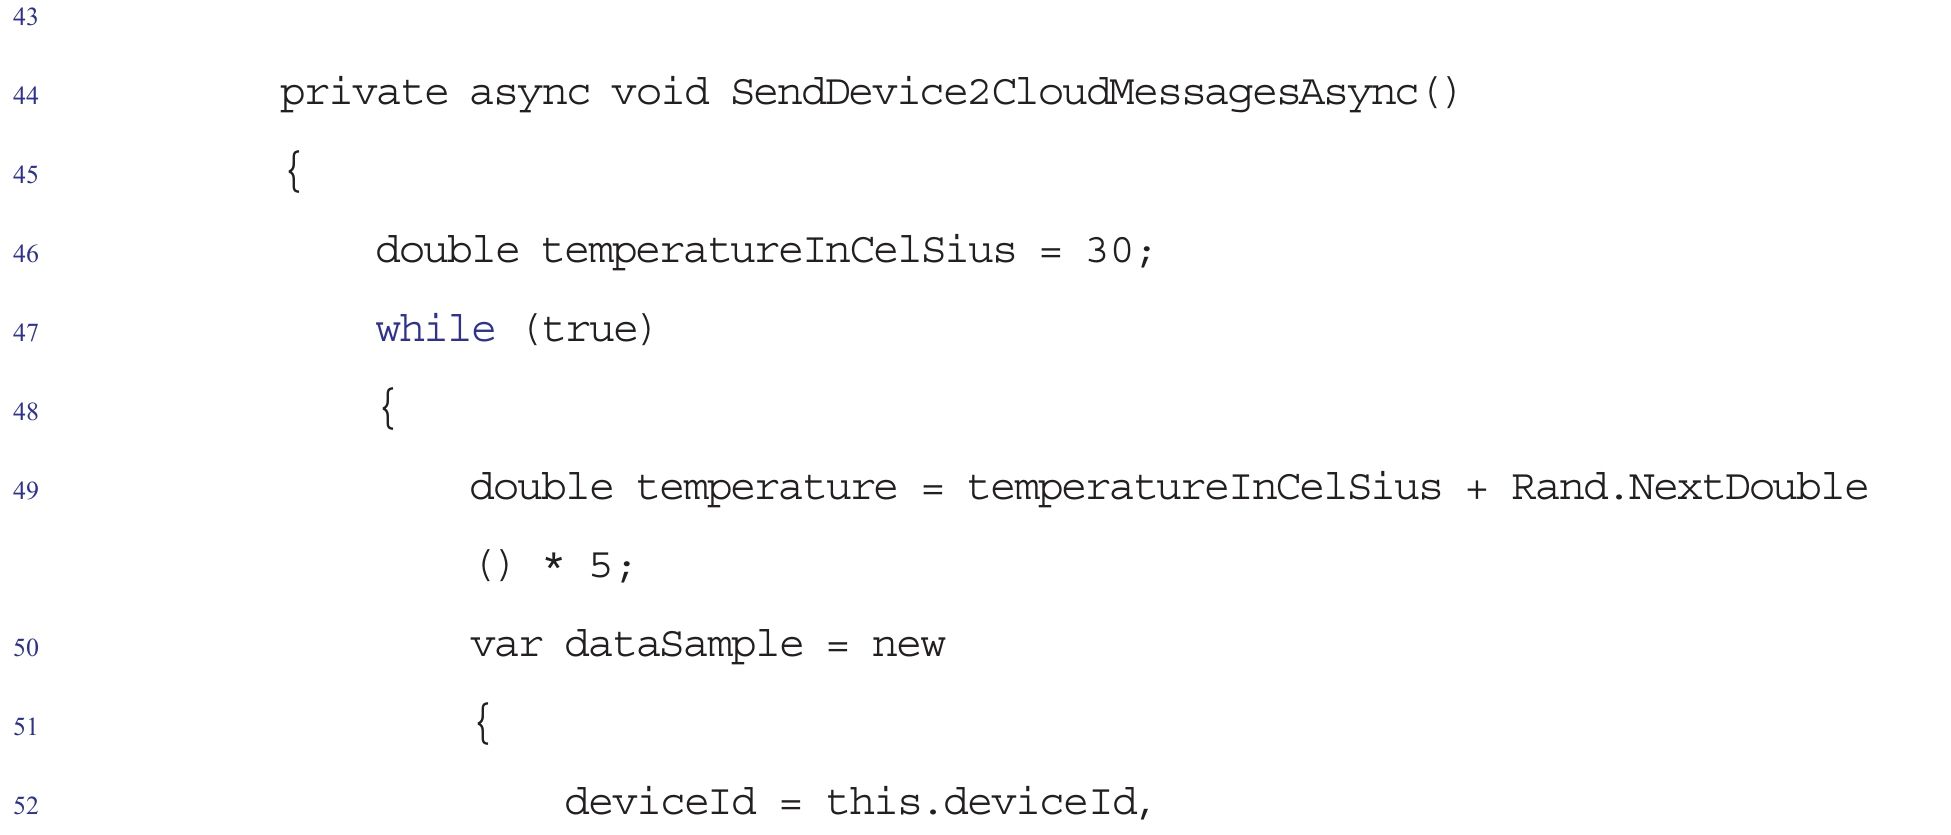 43
44 private async void SendDevice2CloudMessagesAsync()
45 {
46 double temperatureInCelSius = 30;
47 while (true)
48 {
49 double temperature = temperatureInCelSius + Rand.NextDouble
() * 5;
50 var dataSample = new
51 {
52 deviceId = this.deviceId,